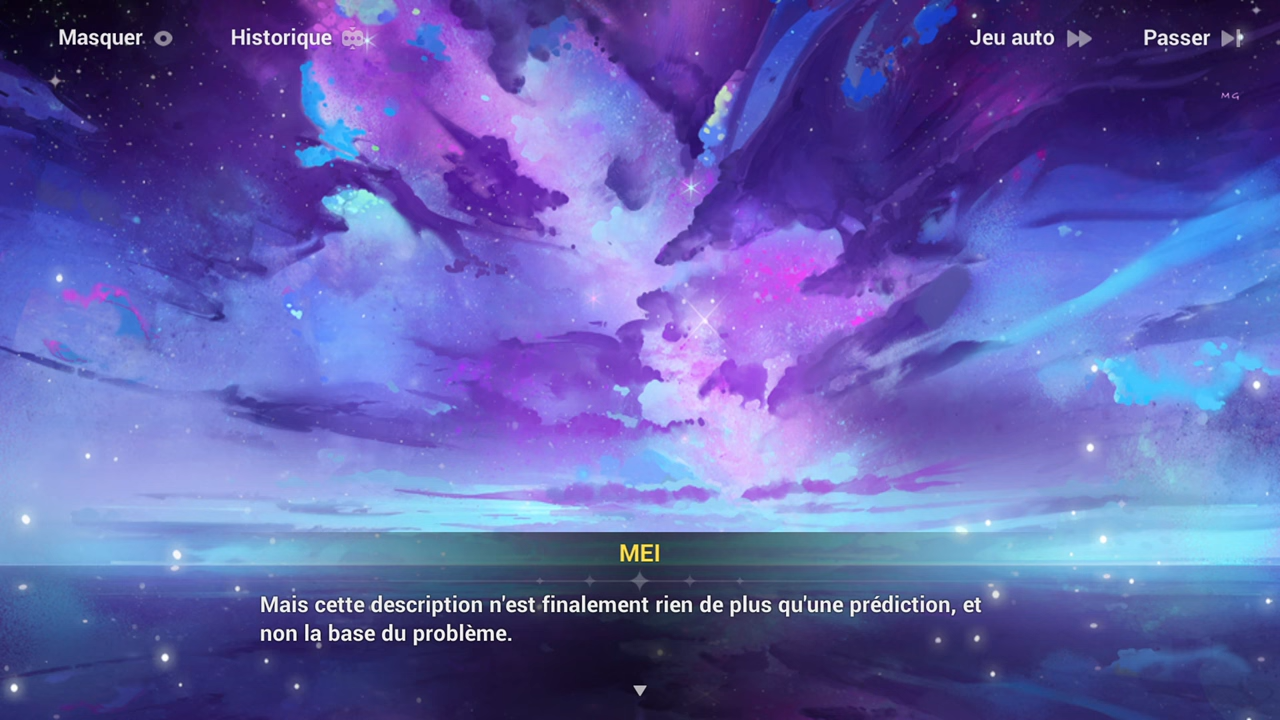 Masquer
Historique
Jeu auto
Passer
MG
MEI
Mais cette description n'est finalement rien de plus qu'une prédiction, et
non la base du problème.